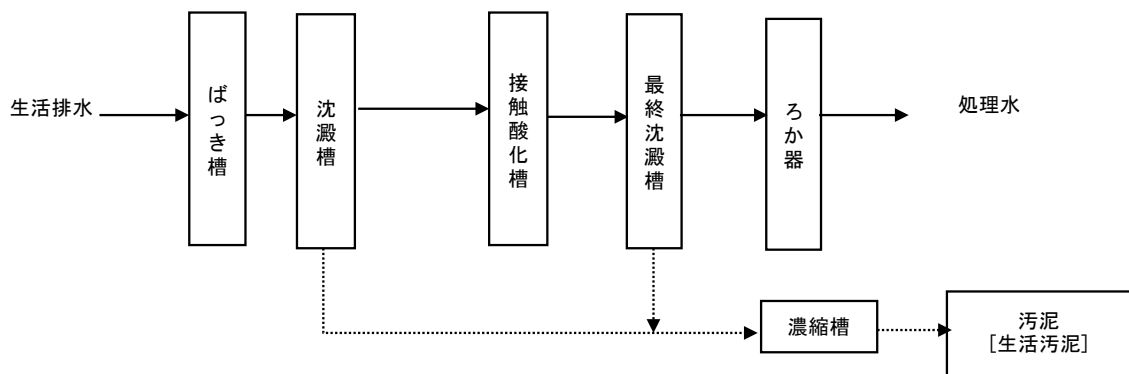 生活排水
ばっき槽
沈澱槽
接触酸化槽
最終沈澱槽
ろか器
処理水
濃縮槽
汚泥
[生活汚泥]